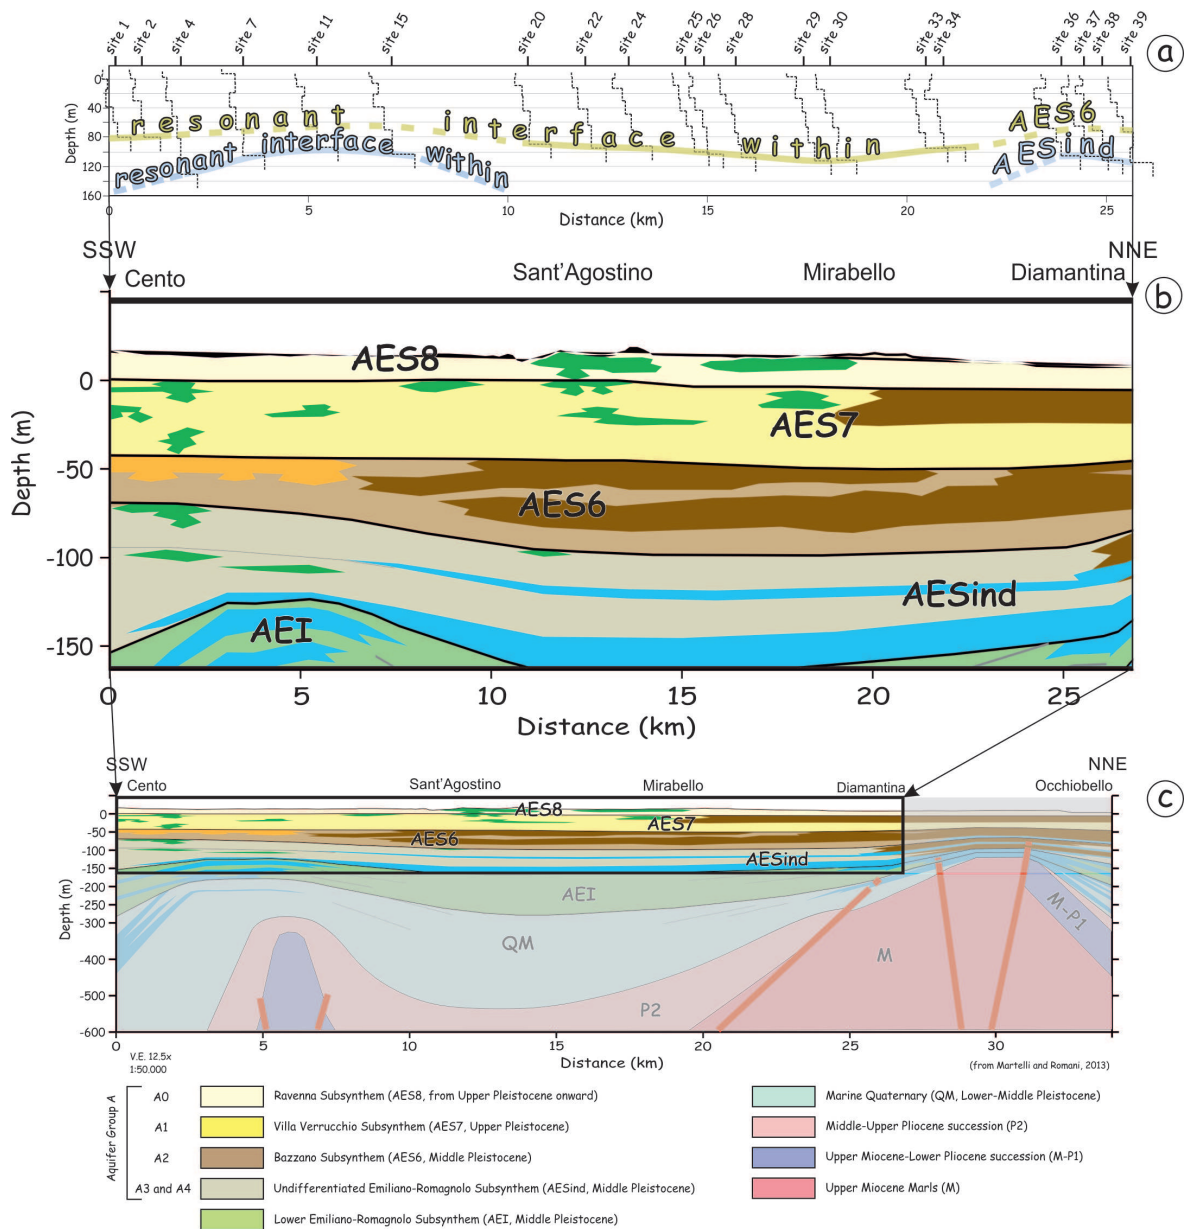 site 1 site 2 site 4 site 7 site 11 site 15 site 20 site 22 site 24 site 25 site 26 site 28 site 29 site 30 site 33 site 34 site 36 site 37 site 38 site 39
a
Depth (m)
0
40
80
120
160
resonant interface within AES6
resonant interface within AESind
0 5 10 15 20 25
Distance (km)
SSW NNE
Cento Sant'Agostino Mirabello Diamantina
b
Depth (m)
0
-50
-100
-150
AES8
AES7
AES6
AESind
AEI
0 5 10 15 20 25
Distance (km)
SSW NNE
Cento Sant'Agostino Mirabello Diamantina Occhiobello
c
Depth (m)
0
-50
-100
-150
-200
-250
-300
-400
-500
-600
AES8
AES7
AES6
AESind
AEI
QM
M-P1
M
P2
0 5 10 15 20 25 30
V.E. 12.5x
1:50.000
Distance (km)
(from Martelli and Romani, 2013)
Aquifer Group A
A0 Ravenna Subsynthem (AES8, from Upper Pleistocene onward)
A1 Villa Verrucchio Subsynthem (AES7, Upper Pleistocene)
A2 Bazzano Subsynthem (AES6, Middle Pleistocene)
A3 and A4 Undifferentiated Emiliano-Romagnolo Subsynthem (AESind, Middle Pleistocene)
Lower Emiliano-Romagnolo Subsynthem (AEI, Middle Pleistocene)
Marine Quaternary (QM, Lower-Middle Pleistocene)
Middle-Upper Pliocene succession (P2)
Upper Miocene-Lower Pliocene succession (M-P1)
Upper Miocene Marls (M)